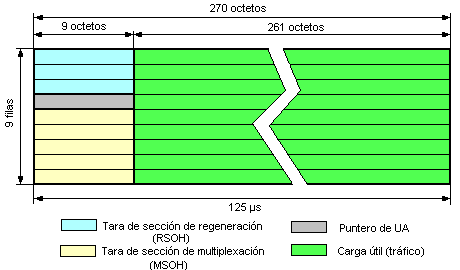 270 octetos
9 octetos
261 octetos
9 filas
125 µs
Tara de sección de regeneración
(RSOH)
Puntero de UA
Tara de sección de multiplexación
(MSOH)
Carga útil (tráfico)